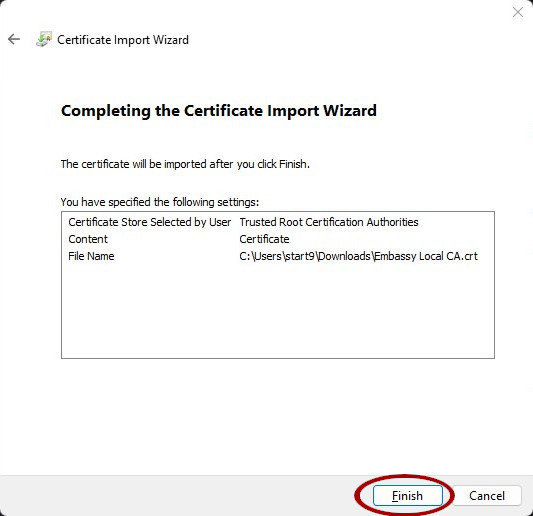 Certificate Import Wizard
Completing the Certificate Import Wizard
The certificate will be imported after you click Finish.
You have specified the following settings:
Certificate Store Selected by User Trusted Root Certification Authorities
Content Certificate
File Name C:\Users\start9\Downloads\Embassy Local CA.crt
Finish Cancel